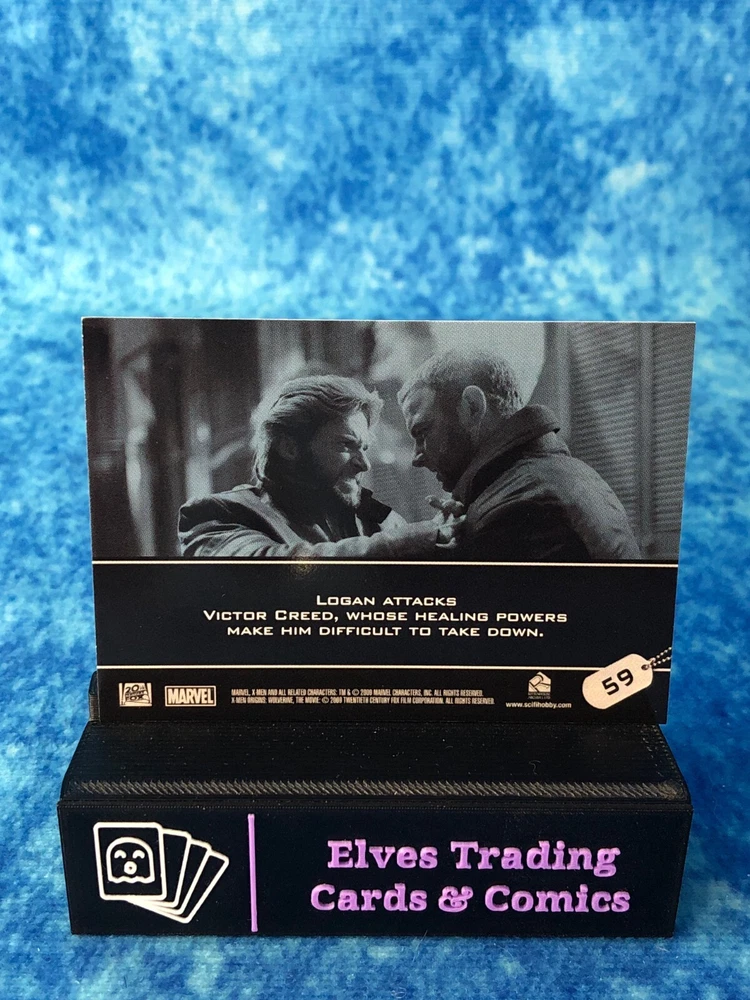 LOGAN ATTACKS
VICTOR CREED, WHOSE HEALING POWERS
MAKE HIM DIFFICULT TO TAKE DOWN.
59
20th CENTURY FOX
MARVEL
MARVEL, X-MEN AND ALL RELATED CHARACTERS: TM & © 2009 MARVEL CHARACTERS, INC. ALL RIGHTS RESERVED.
X-MEN ORIGINS: WOLVERINE, THE MOVIE: © 2009 TWENTIETH CENTURY FOX FILM CORPORATION. ALL RIGHTS RESERVED.
www.scifihobby.com
Elves Trading
Cards & Comics